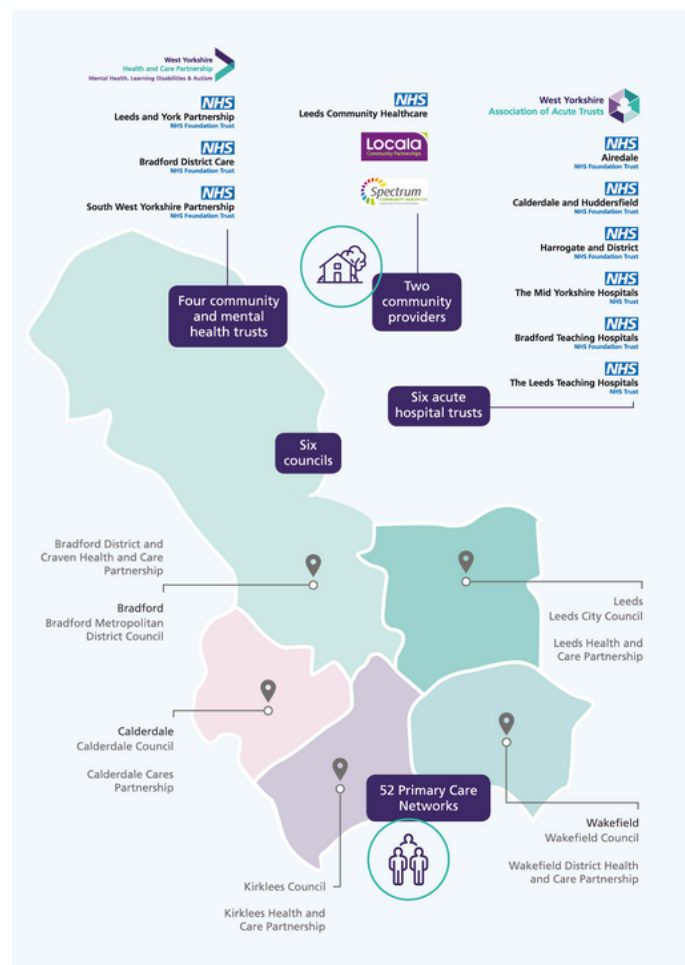 West Yorkshire
Health and Care Partnership
Mental Health, Learning Disabilities & Autism
NHS
Leeds and York Partnership
NHS Foundation Trust
NHS
Bradford District Care
NHS Foundation Trust
NHS
South West Yorkshire Partnership
NHS Foundation Trust
Four community
and mental
health trusts
NHS
Leeds Community Healthcare
Locala
Community Partnerships
Spectrum
COMMUNITY HEALTH CIC
Two
community
providers
West Yorkshire
Association of Acute Trusts
NHS
Airedale
NHS Foundation Trust
NHS
Calderdale and Huddersfield
NHS Foundation Trust
NHS
Harrogate and District
NHS Foundation Trust
NHS
The Mid Yorkshire Hospitals
NHS Trust
NHS
Bradford Teaching Hospitals
NHS Foundation Trust
NHS
The Leeds Teaching Hospitals
NHS Trust
Six acute
hospital trusts
Six
councils
Bradford District and
Craven Health and Care
Partnership
Bradford
Bradford Metropolitan
District Council
Leeds
Leeds City Council
Leeds Health and
Care Partnership
Calderdale
Calderdale Council
Calderdale Cares
Partnership
52 Primary Care
Networks
Wakefield
Wakefield Council
Wakefield District Health
and Care Partnership
Kirklees Council
Kirklees Health and
Care Partnership